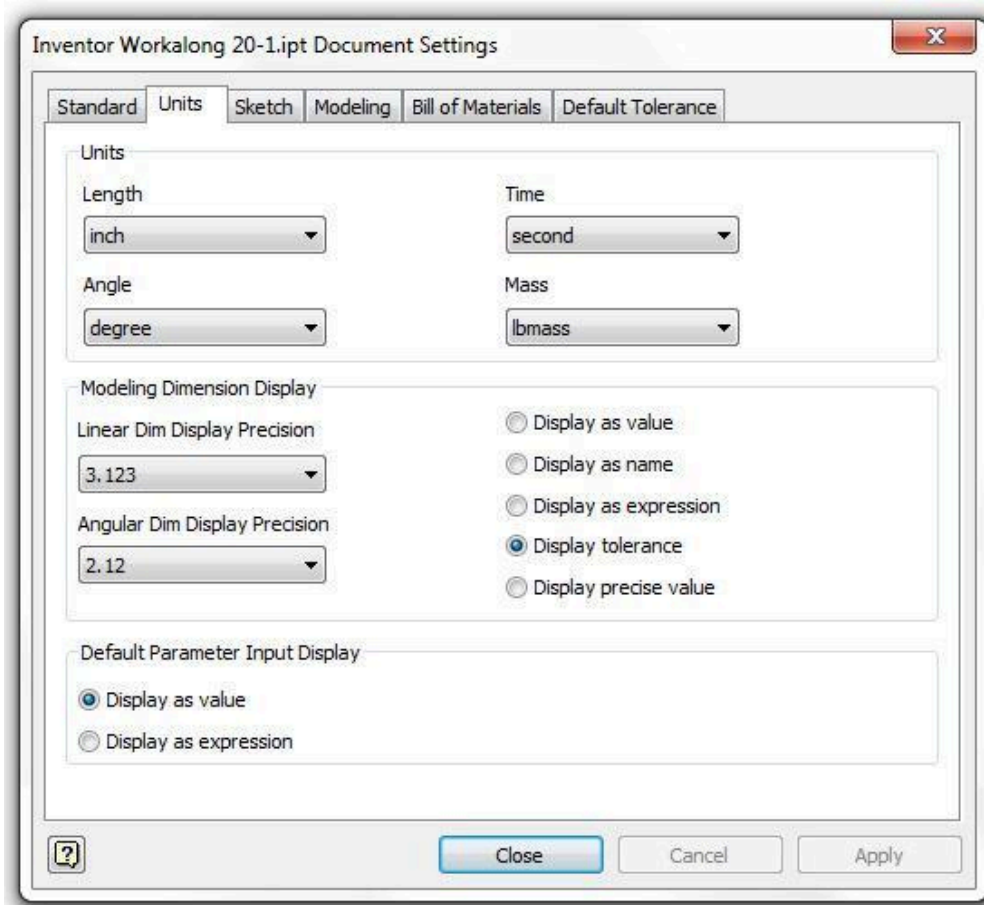 Inventor Workalong 20-1.ipt Document Settings
Standard Units Sketch Modeling Bill of Materials Default Tolerance
Units
Length Time
inch second
Angle Mass
degree lbmass
Modeling Dimension Display
Linear Dim Display Precision
3.123
Angular Dim Display Precision
2.12
Display as value
Display as name
Display as expression
Display tolerance
Display precise value
Default Parameter Input Display
Display as value
Display as expression
? Close Cancel Apply